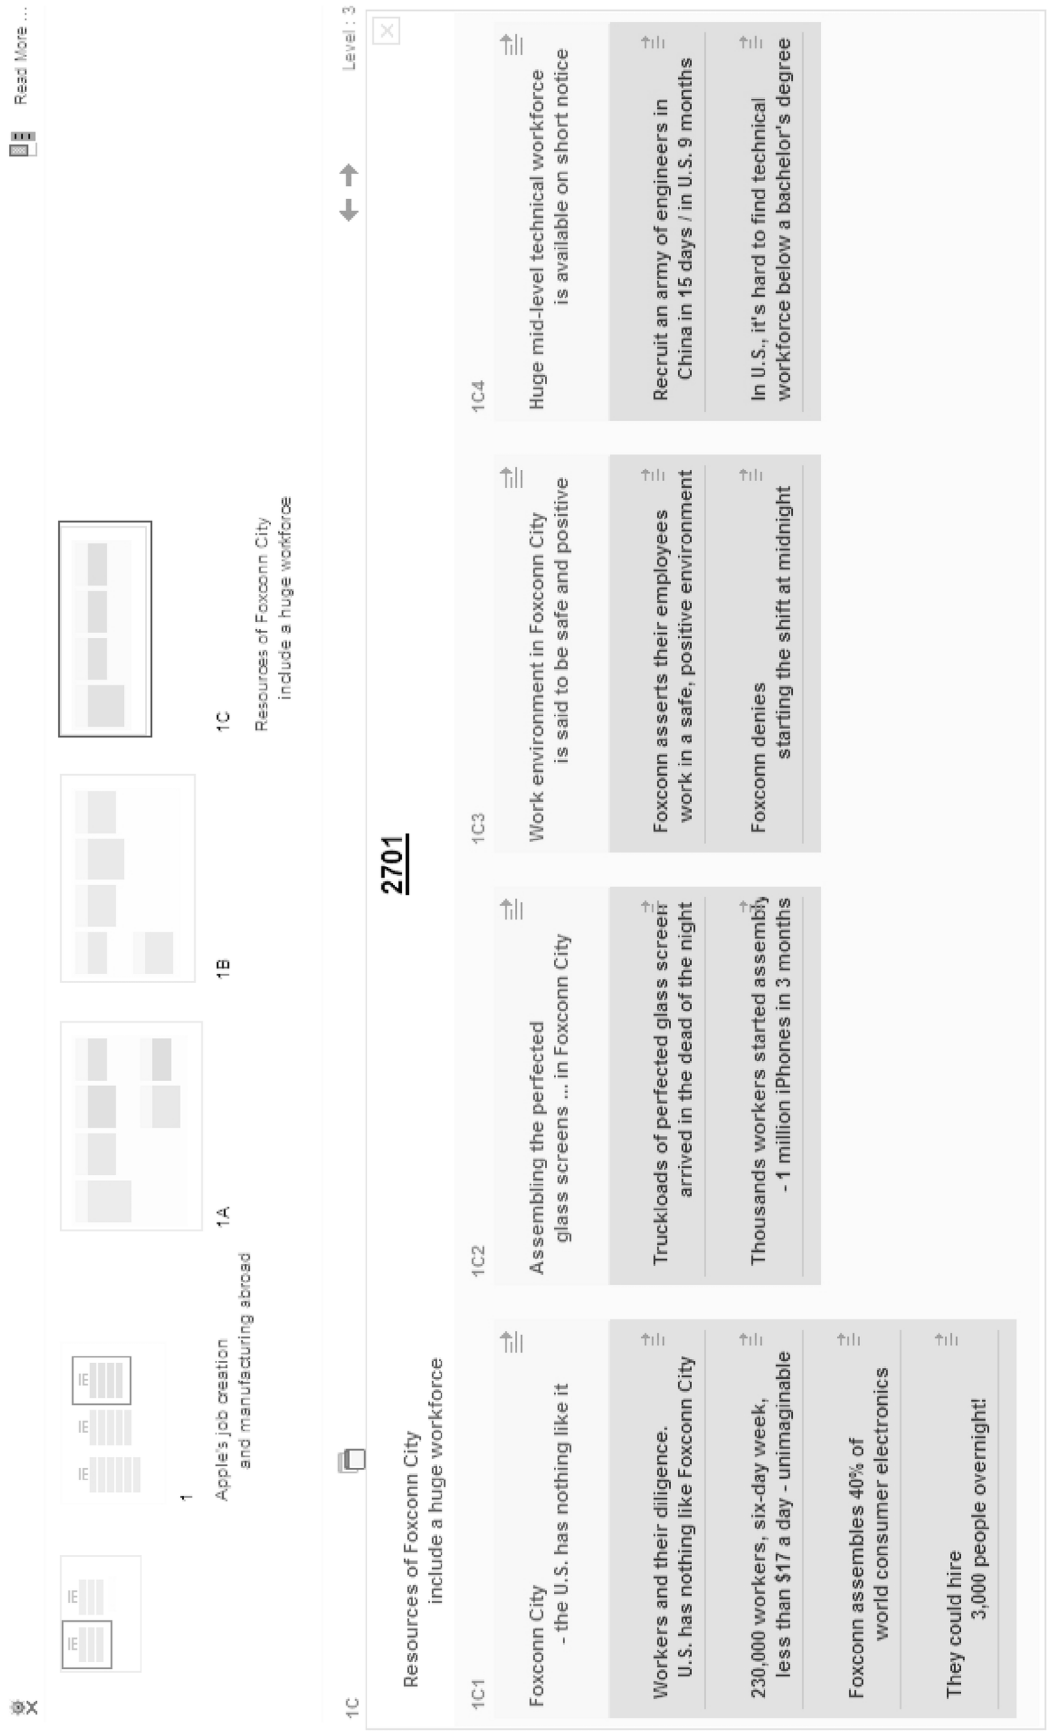 Read More ...
IE
IE
IE
IE
IE
1
Apple's job creation
and manufacturing abroad
1A
1B
1C
Resources of Foxconn City
include a huge workforce
1C
Level : 3
2701
Resources of Foxconn City
include a huge workforce
1C1
Foxconn City
- the U.S. has nothing like it
Workers and their diligence.
U.S. has nothing like Foxconn City
230,000 workers, six-day week,
less than $17 a day - unimaginable
Foxconn assembles 40% of
world consumer electronics
They could hire
3,000 people overnight!
1C2
Assembling the perfected
glass screens ... in Foxconn City
Truckloads of perfected glass screen
arrived in the dead of the night
Thousands workers started assembly
- 1 million iPhones in 3 months
1C3
Work environment in Foxconn City
is said to be safe and positive
Foxconn asserts their employees
work in a safe, positive environment
Foxconn denies
starting the shift at midnight
1C4
Huge mid-level technical workforce
is available on short notice
Recruit an army of engineers in
China in 15 days / in U.S. 9 months
In U.S., it's hard to find technical
workforce below a bachelor's degree